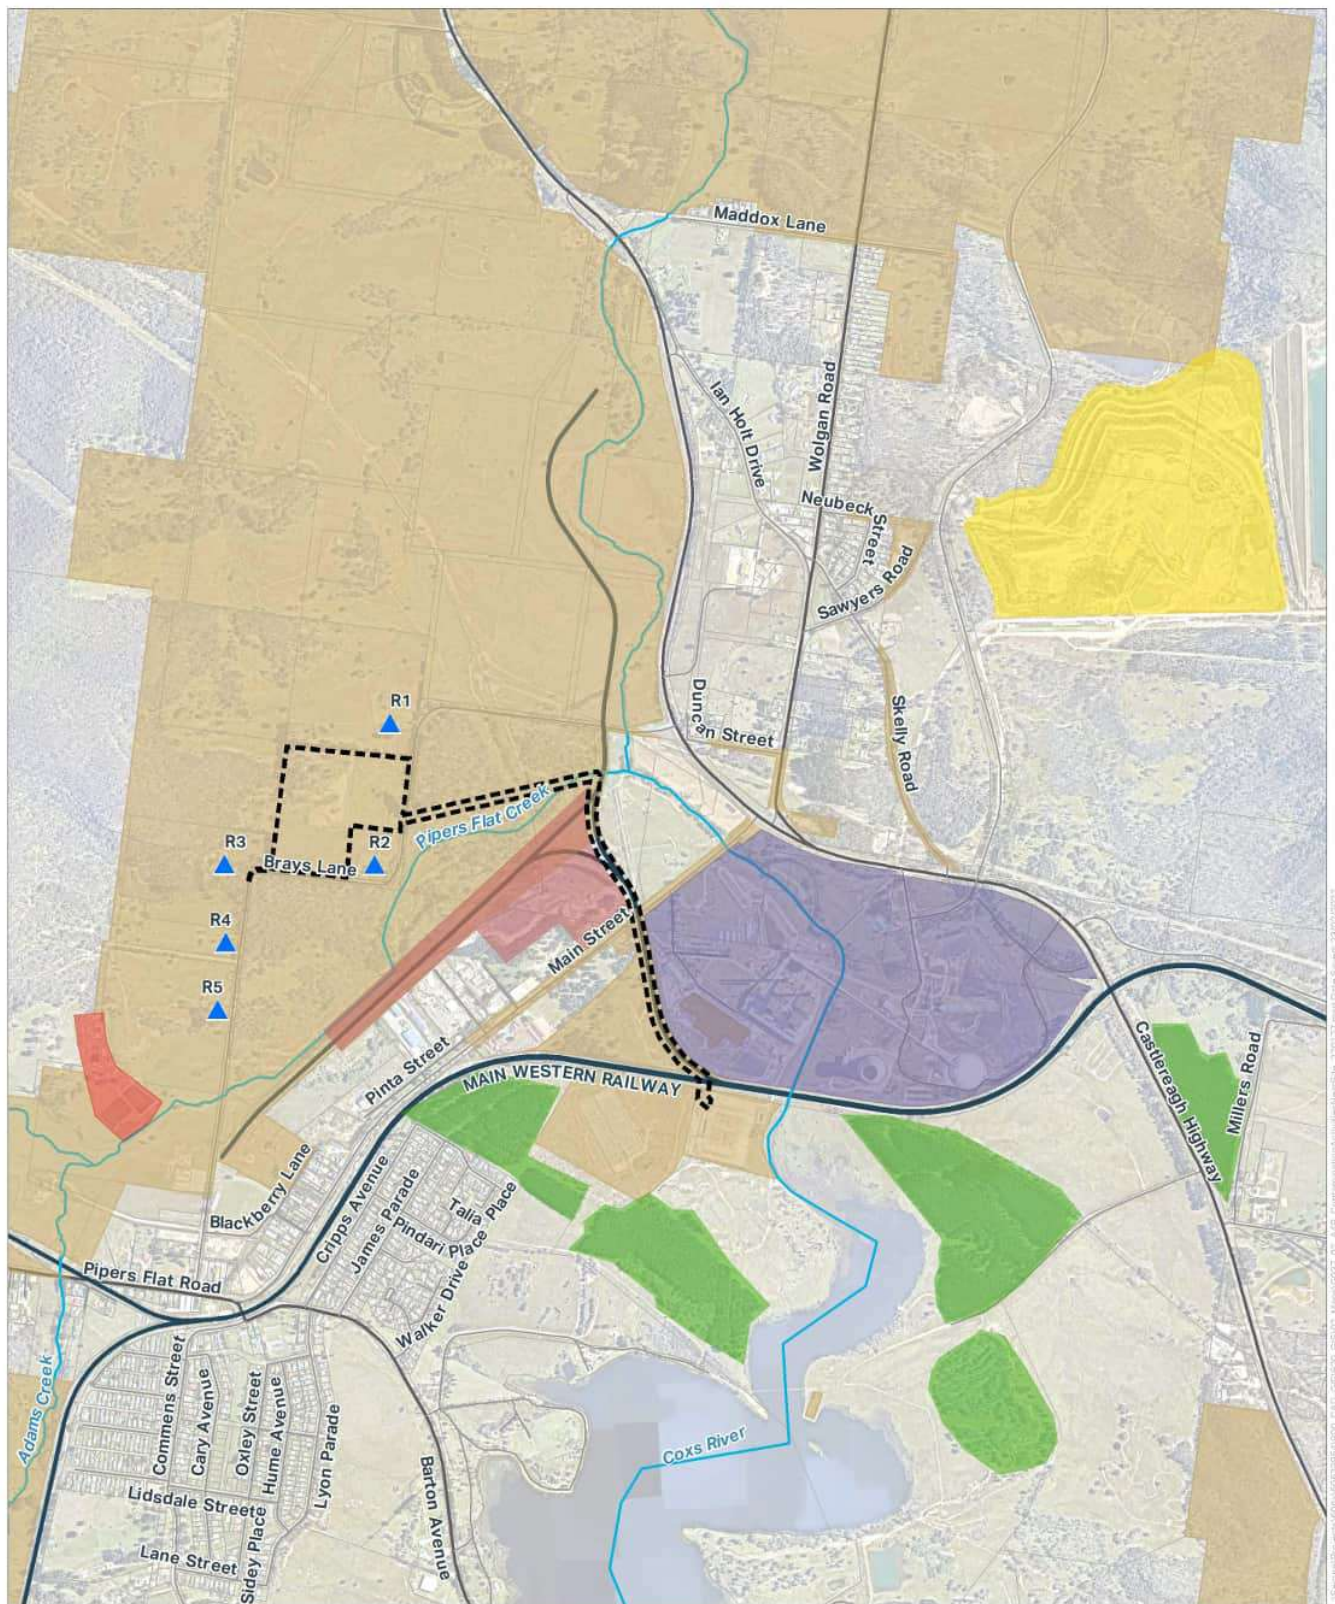 Maddox Lane
Wolgan Road
Ian Holt Drive
Neubeck Street
Sawyers Road
R1
Duncan Street
Skelly Road
Pipers Flat Creek
R3
R2
Brays Lane
R4
Main Street
R5
Pinta Street
MAIN WESTERN RAILWAY
Castlereagh Highway
Millers Road
Blackberry Lane
Cripps Avenue
James Parade
Talia Place
Pindari Place
Walker Drive
Pipers Flat Road
Adams Creek
Commens Street
Cary Avenue
Oxley Street
Hume Avenue
Lyon Parade
Barton Avenue
Coxs River
Lidsdale Street
Sidey Place
Lane Street